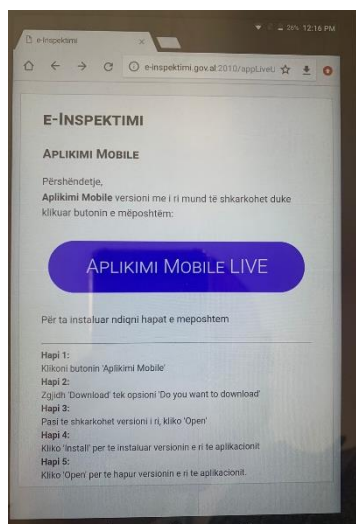 26% 12:16 PM
e-Inspektimi
e-inspektimi.gov.al:2010/appLiveU
E-INSPEKTIMI
APLIKIMI MOBILE
Përshëndetje,
Aplikimi Mobile versioni me i ri mund të shkarkohet duke
klikuar butonin e mëposhtëm:
APLIKIMI MOBILE LIVE
Për ta instaluar ndiqni hapat e meposhtem
Hapi 1:
Klikoni butonin 'Aplikimi Mobile'
Hapi 2:
Zgjidh 'Download' tek opsioni 'Do you want to download'
Hapi 3:
Pasi te shkarkohet versioni i ri, kliko 'Open'
Hapi 4:
Kliko 'Install' per te instaluar versionin e ri te aplikacionit
Hapi 5:
Kliko 'Open' per te hapur versionin e ri te aplikacionit.